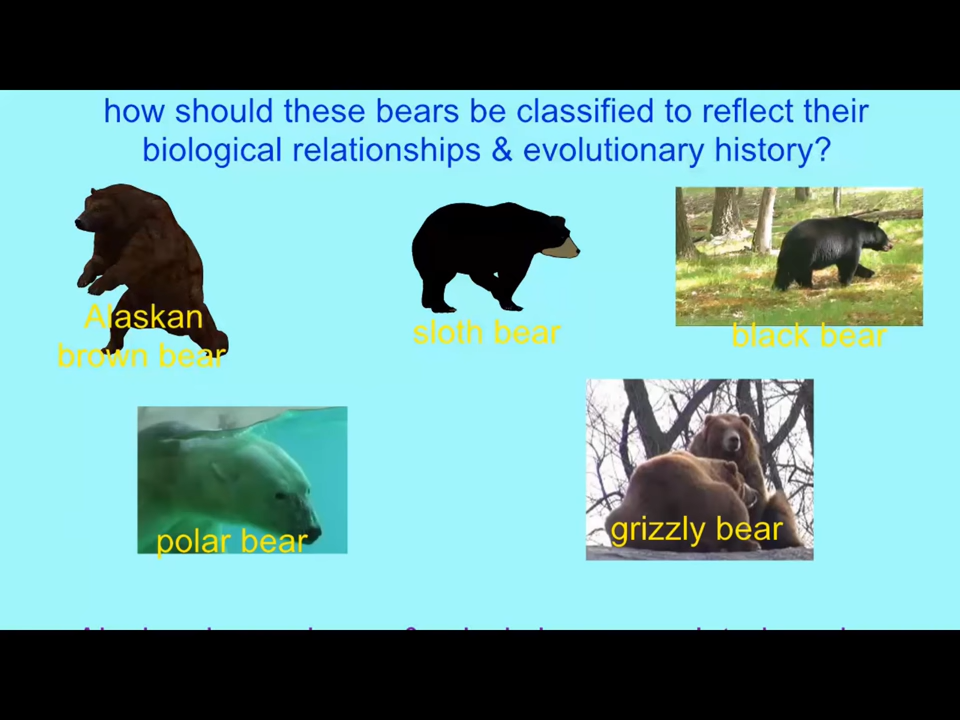 how should these bears be classified to reflect their
biological relationships & evolutionary history?
Alaskan
brown bear
sloth bear
black bear
polar bear
grizzly bear